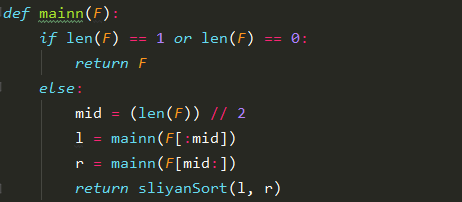 def mainn(F):
    if len(F) == 1 or len(F) == 0:
        return F
    else:
        mid = (len(F)) // 2
        l = mainn(F[:mid])
        r = mainn(F[mid:])
        return sliyanSort(l, r)